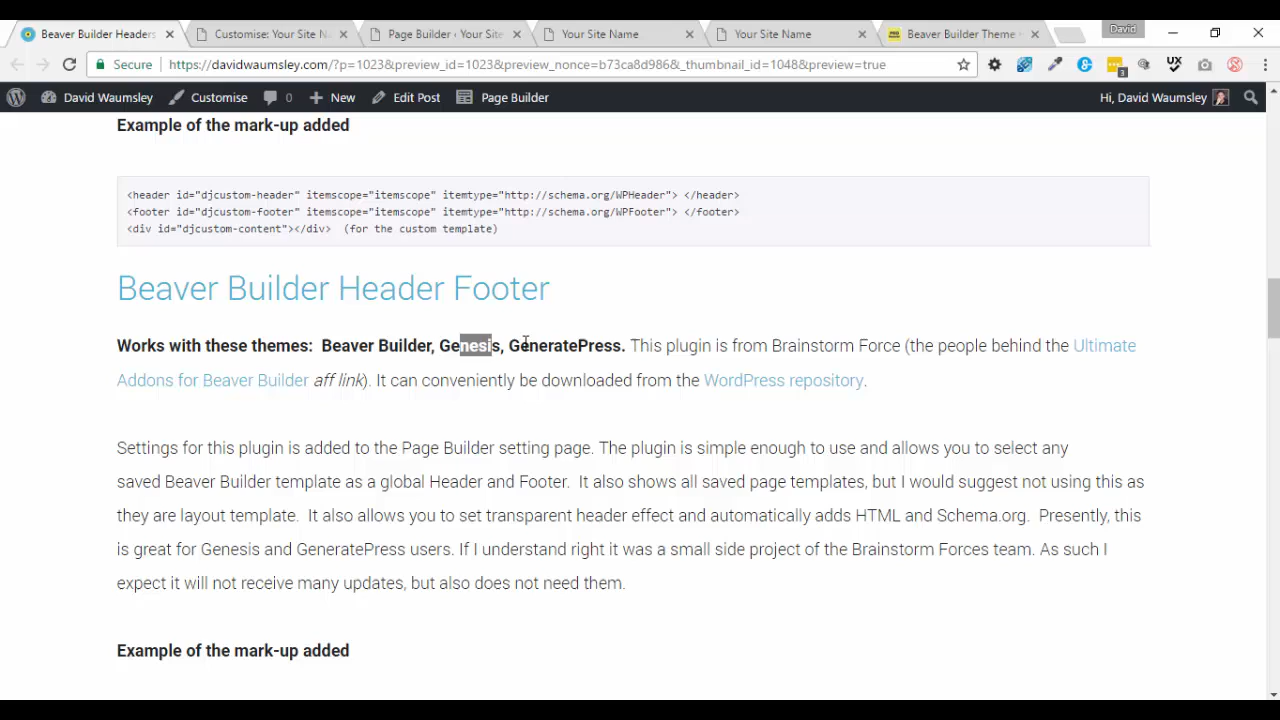 Beaver Builder Headers
Customise: Your Site N
Page Builder ‹ Your Site
Your Site Name
Your Site Name
Beaver Builder Theme
David
Secure
https://davidwaumsley.com/?p=1023&preview_id=1023&preview_nonce=b73ca8d986&_thumbnail_id=1048&preview=true
UX
3
David Waumsley
Customise
0
New
Edit Post
Page Builder
Hi, David Waumsley
Example of the mark-up added
<header id="djcustom-header" itemscope="itemscope" itemtype="http://schema.org/WPHeader"> </header>
<footer id="djcustom-footer" itemscope="itemscope" itemtype="http://schema.org/WPFooter"> </footer>
<div id="djcustom-content"></div>  (for the custom template)
Beaver Builder Header Footer
Works with these themes:  Beaver Builder, Genesis, GeneratePress. This plugin is from Brainstorm Force (the people behind the Ultimate
Addons for Beaver Builder aff link). It can conveniently be downloaded from the WordPress repository.
Settings for this plugin is added to the Page Builder setting page. The plugin is simple enough to use and allows you to select any
saved Beaver Builder template as a global Header and Footer.  It also shows all saved page templates, but I would suggest not using this as
they are layout template.  It also allows you to set transparent header effect and automatically adds HTML and Schema.org.  Presently, this
is great for Genesis and GeneratePress users. If I understand right it was a small side project of the Brainstorm Forces team. As such I
expect it will not receive many updates, but also does not need them.
Example of the mark-up added